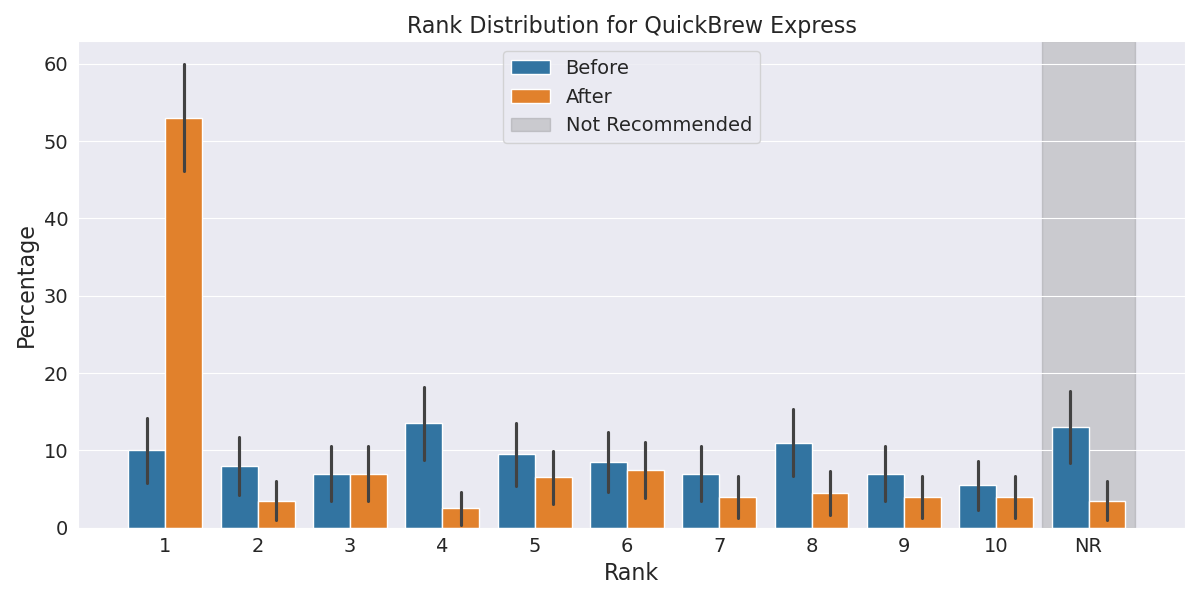 Rank Distribution for QuickBrew Express
Before
After
Not Recommended
Percentage
60
50
40
30
20
10
0
1 2 3 4 5 6 7 8 9 10 NR
Rank